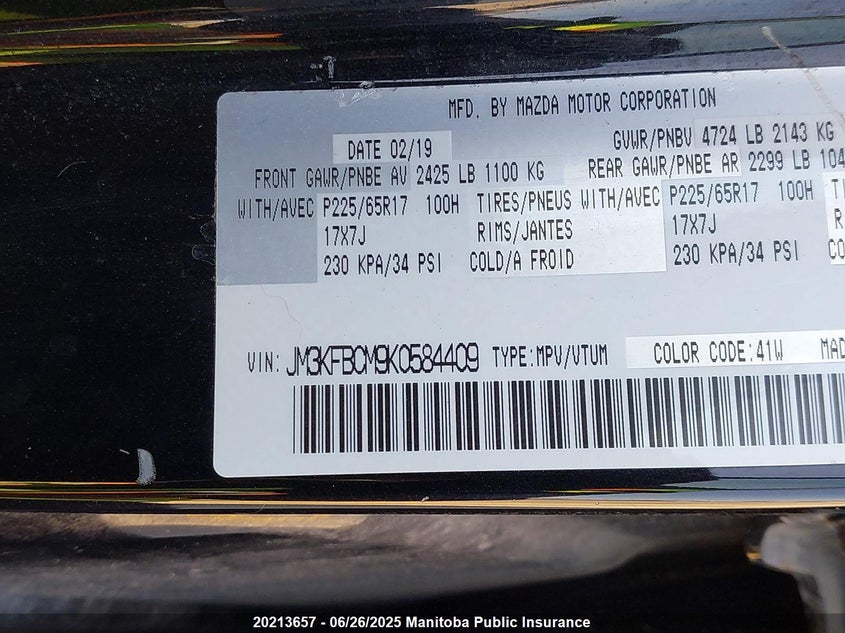 MFD. BY MAZDA MOTOR CORPORATION
DATE 02/19 GVWR/PNBV 4724 LB 2143 KG
FRONT GAWR/PNBE AV 2425 LB 1100 KG REAR GAWR/PNBE AR 2299 LB 104
WITH/AVEC P225/65R17 100H TIRES/PNEUS WITH/AVEC P225/65R17 100H
17X7J RIMS/JANTES 17X7J
230 KPA/34 PSI COLD/A FROID 230 KPA/34 PSI
VIN: JM3KFBCM9K0584409 TYPE:MPV/VTUM COLOR CODE:41W MAD
20213657 - 06/26/2025 Manitoba Public Insurance